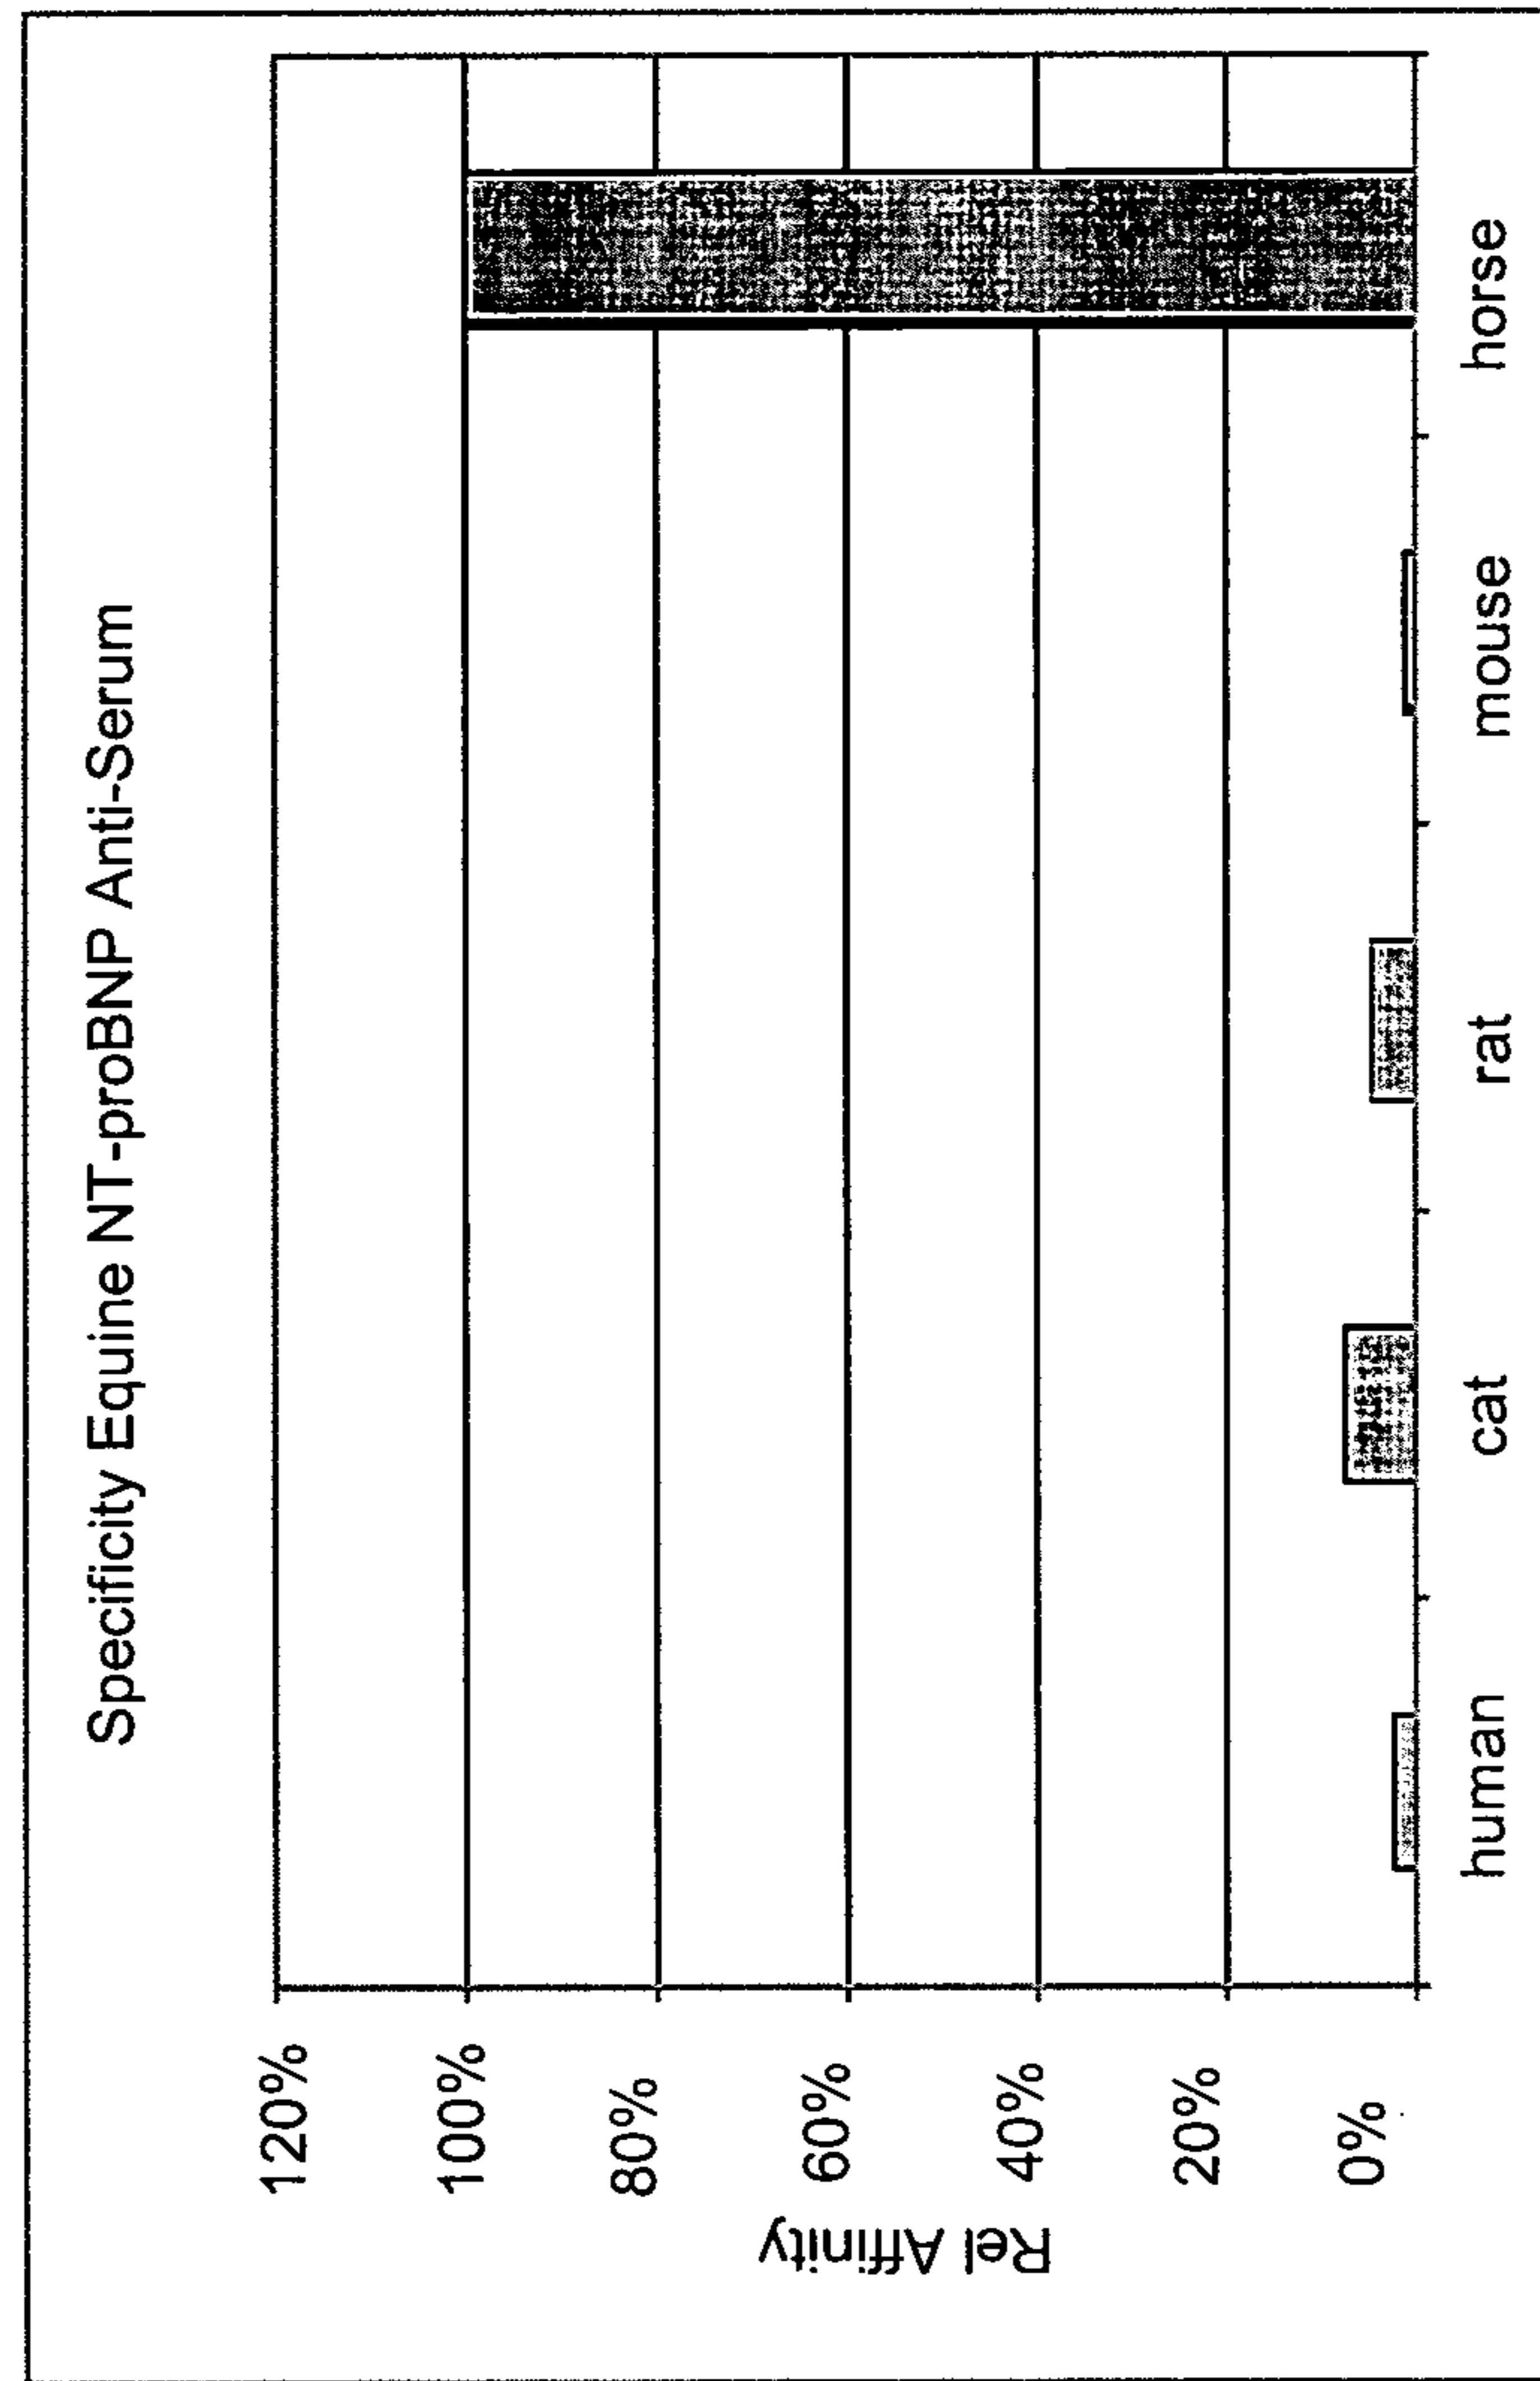 Specificity Equine NT-proBNP Anti-Serum
Rel Affinity
120%
100%
80%
60%
40%
20%
0%
human
cat
rat
mouse
horse